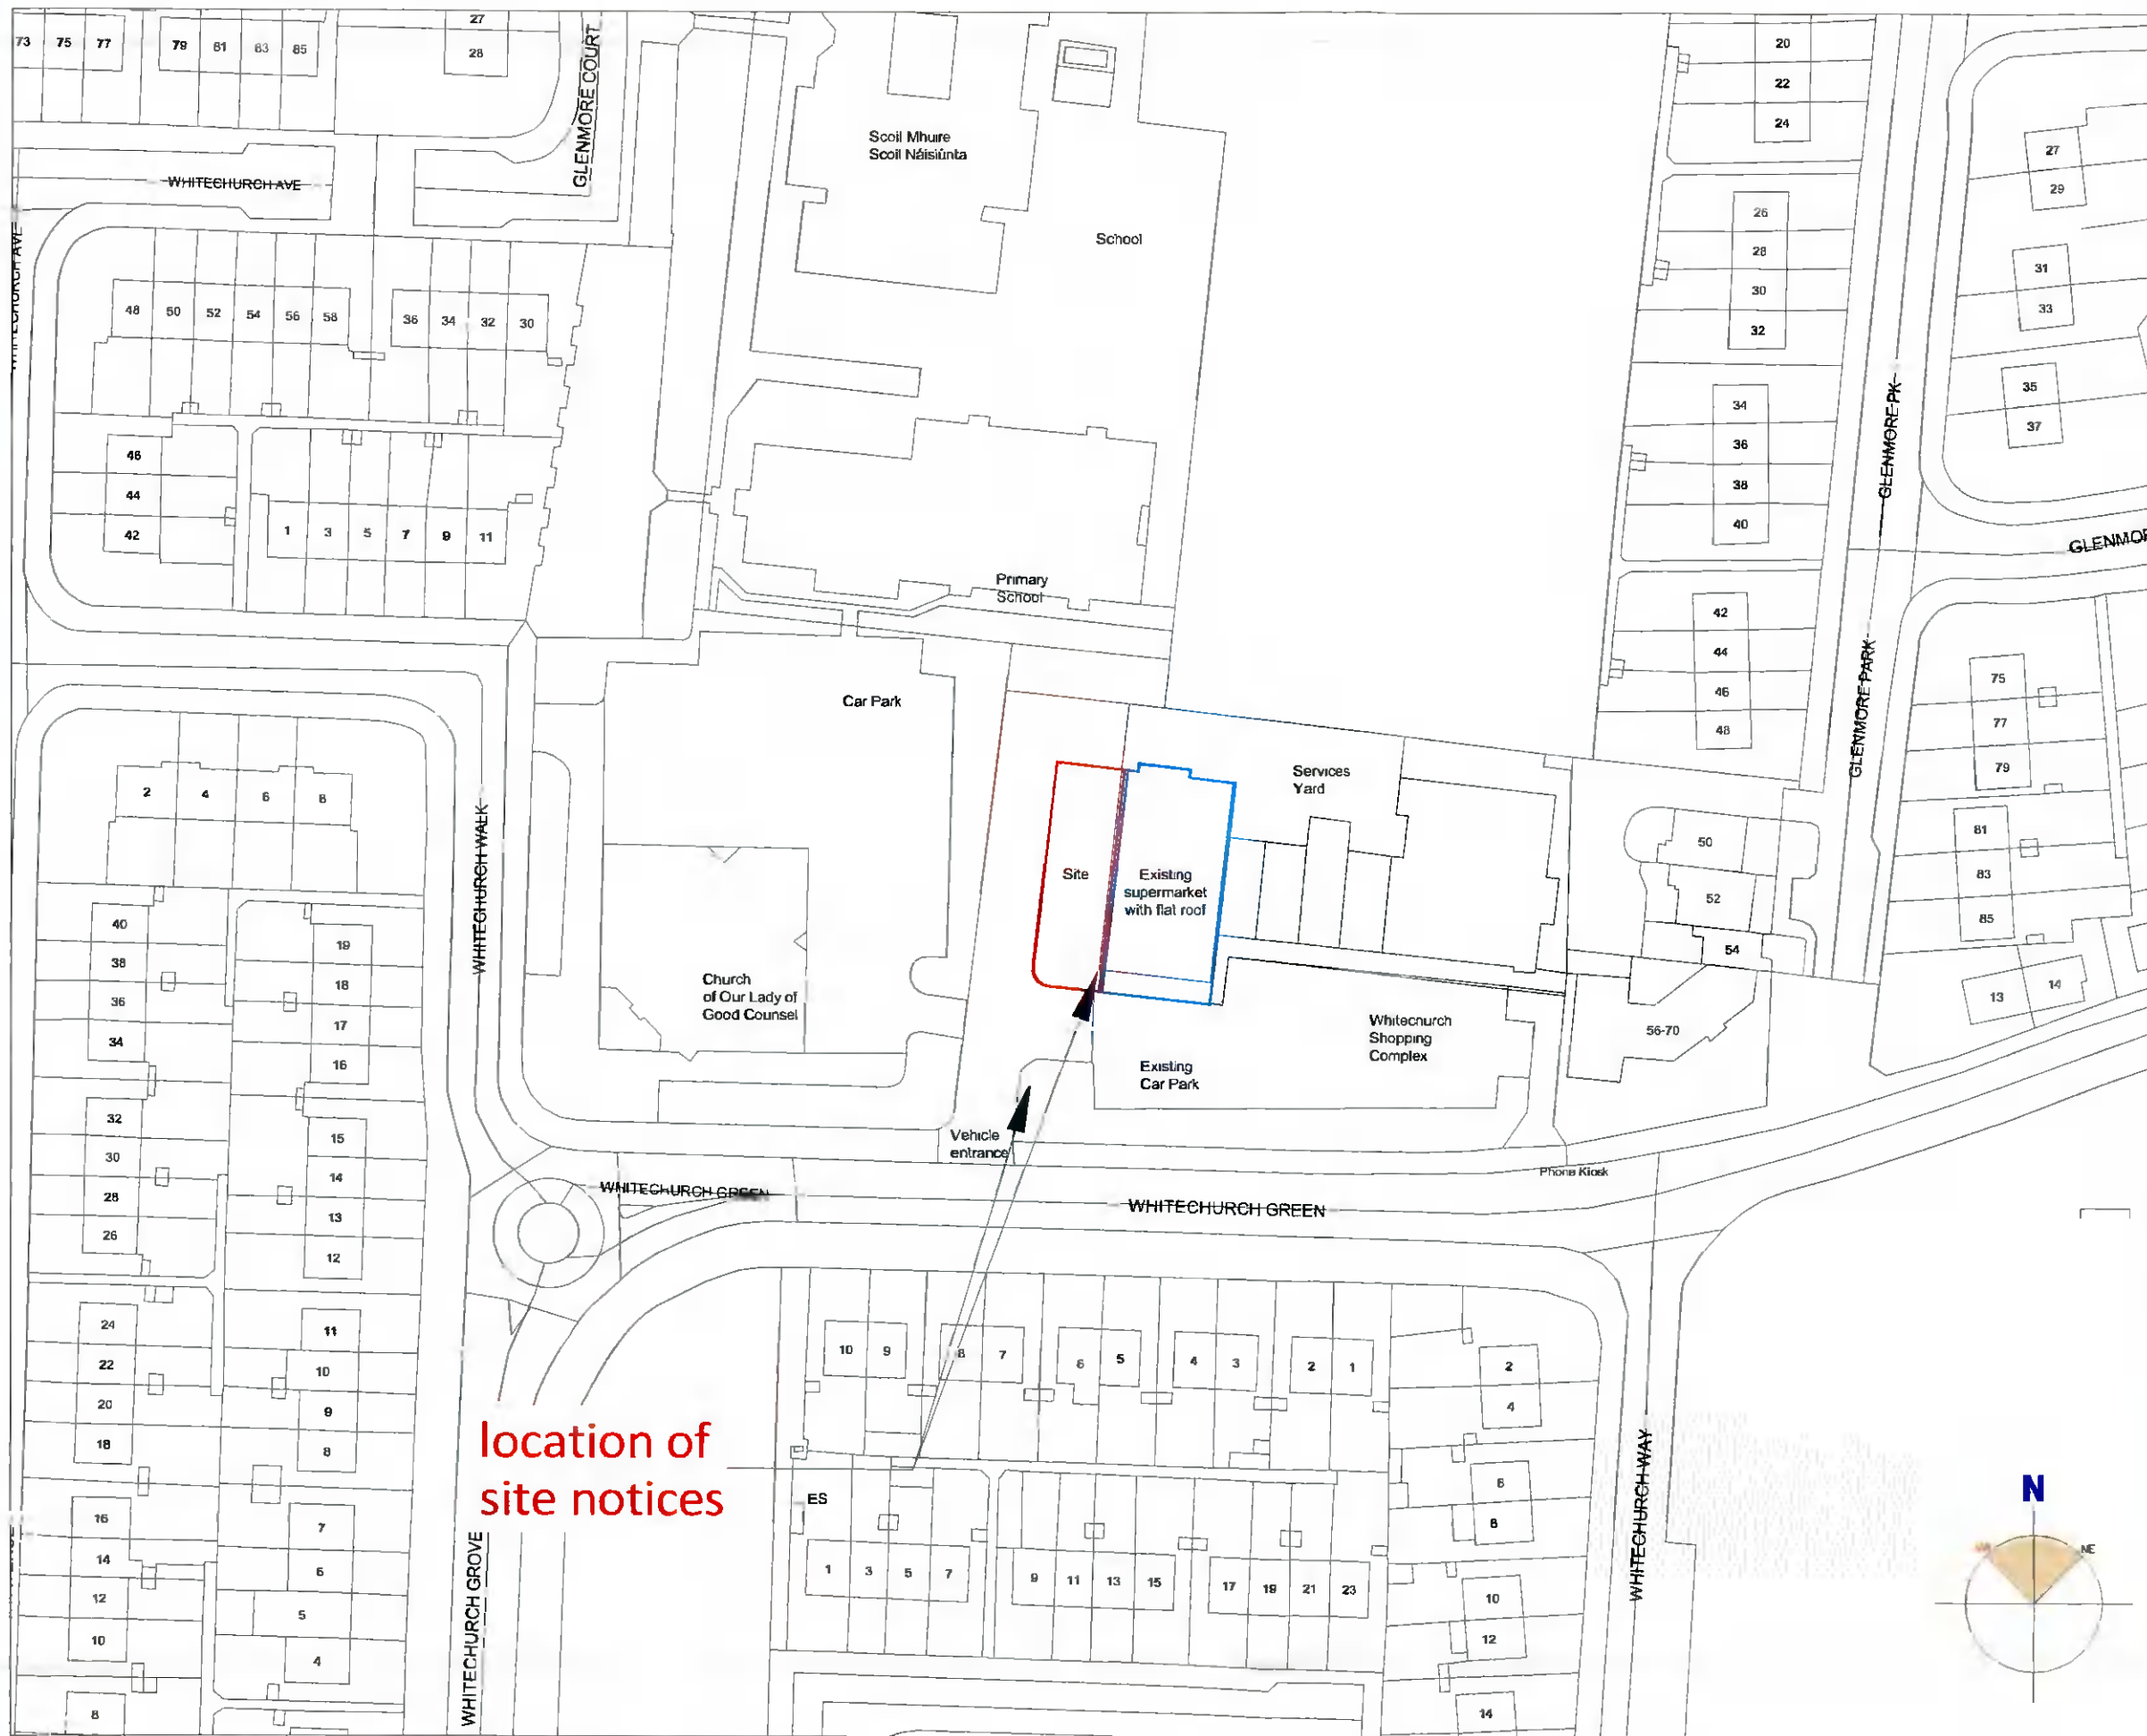 73 75 77 79 81 83 85
27
28
GLENMORE COURT
WHITECHURCH AVE
WHITECHURCH AVE
Scoil Mhuire
Scoil Náisiúnta
School
20
22
24
26
28
30
32
34
36
38
40
42
44
46
48
27
29
31
33
35
37
GLENMORE PK
GLENMORE PARK
48 50 52 54 56 58 36 34 32 30
46
44
42
1 3 5 7 9 11
Primary
School
Car Park
2 4 6 8
WHITECHURCH WALK
Site
Existing
supermarket
with flat roof
Services
Yard
50
52
54
56-70
75
77
79
81
83
85
13 14
Church
of Our Lady of
Good Counsel
Existing
Car Park
Whitechurch
Shopping
Complex
Vehicle
entrance
Phone Kiosk
WHITECHURCH GREEN
WHITECHURCH GREEN
40
38
36
34
32
30
28
26
24
22
20
18
16
14
12
10
8
19
18
17
16
15
14
13
12
11
10
9
8
7
6
5
4
10 9 8 7 6 5 4 3 2 1
location of
site notices
ES
1 3 5 7 9 11 13 15 17 19 21 23
2
4
6
8
10
12
14
WHITECHURCH GROVE
WHITECHURCH WAY
N
NE